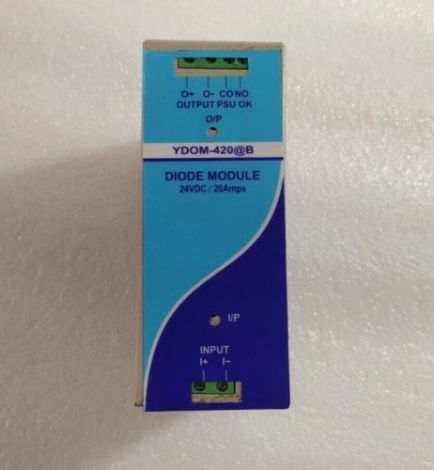 O+ O- CO NO
OUTPUT PSU OK
O/P
YDOM-420@B
DIODE MODULE
24VDC / 20Amps
I/P
INPUT
I+ I-